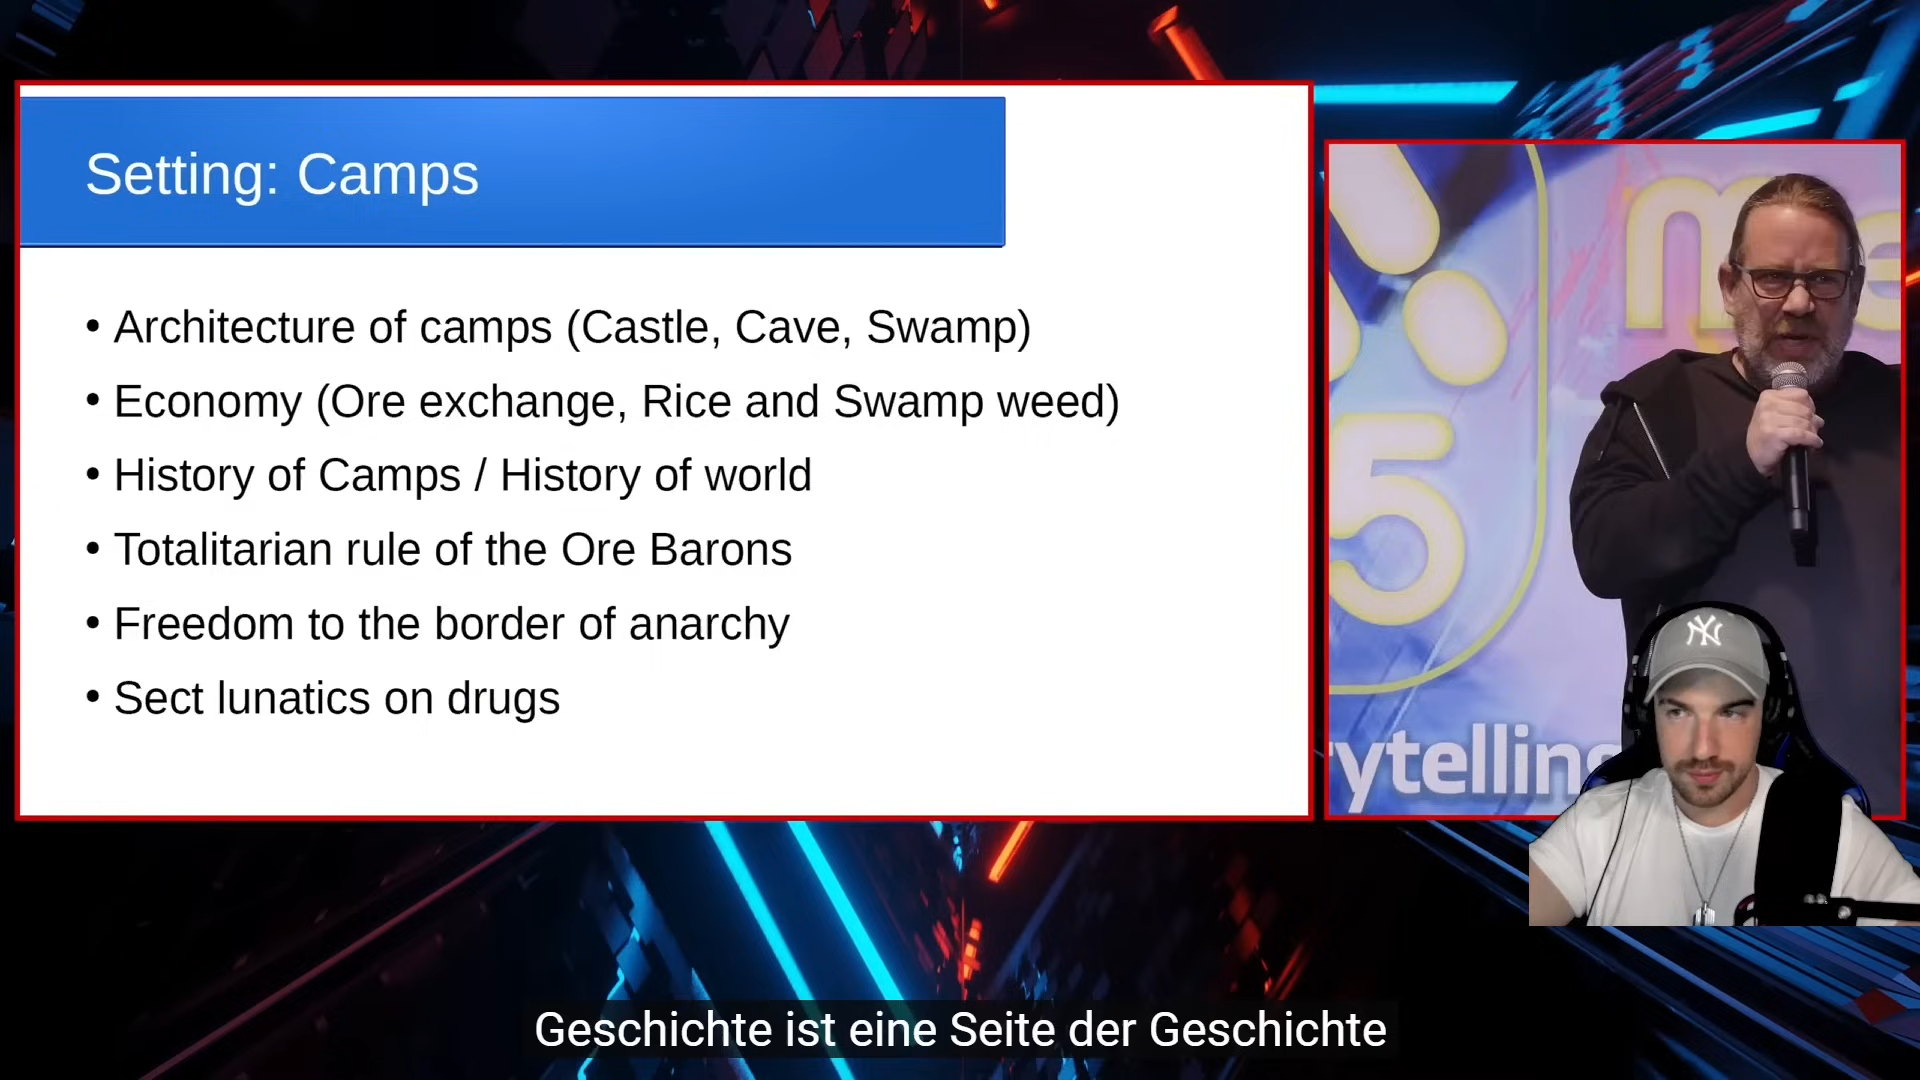 Setting: Camps
• Architecture of camps (Castle, Cave, Swamp)
• Economy (Ore exchange, Rice and Swamp weed)
• History of Camps / History of world
• Totalitarian rule of the Ore Barons
• Freedom to the border of anarchy
• Sect lunatics on drugs
5
NY
Geschichte ist eine Seite der Geschichte